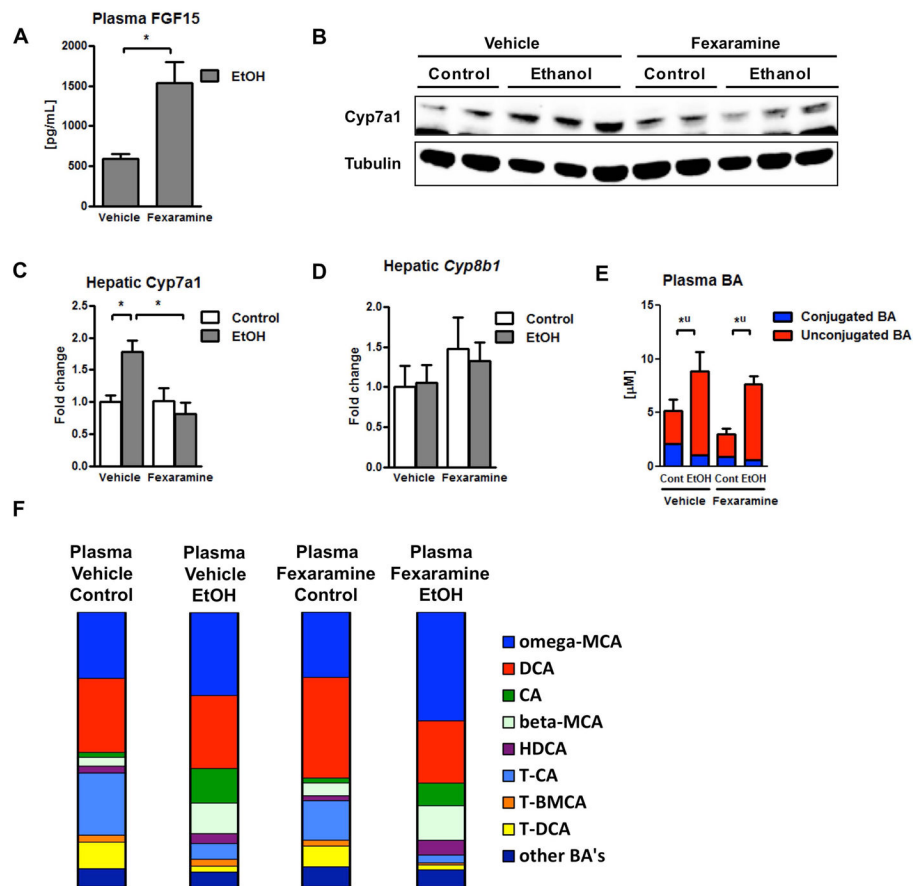 A
Plasma FGF15
*
[pg/mL]
2000
1500
1000
500
0
EtOH
Vehicle Fexaramine
B
Vehicle Fexaramine
Control Ethanol Control Ethanol
Cyp7a1
Tubulin
C
Hepatic Cyp7a1
* *
Fold change
2.5
2.0
1.5
1.0
0.5
0.0
Control
EtOH
Vehicle Fexaramine
D
Hepatic Cyp8b1
Fold change
2.0
1.5
1.0
0.5
0.0
Control
EtOH
Vehicle Fexaramine
E
Plasma BA
*u *u
[µM]
15
10
5
0
Conjugated BA
Unconjugated BA
Cont EtOH Cont EtOH
Vehicle Fexaramine
F
Plasma Vehicle Control
Plasma Vehicle EtOH
Plasma Fexaramine Control
Plasma Fexaramine EtOH
omega-MCA
DCA
CA
beta-MCA
HDCA
T-CA
T-BMCA
T-DCA
other BA's